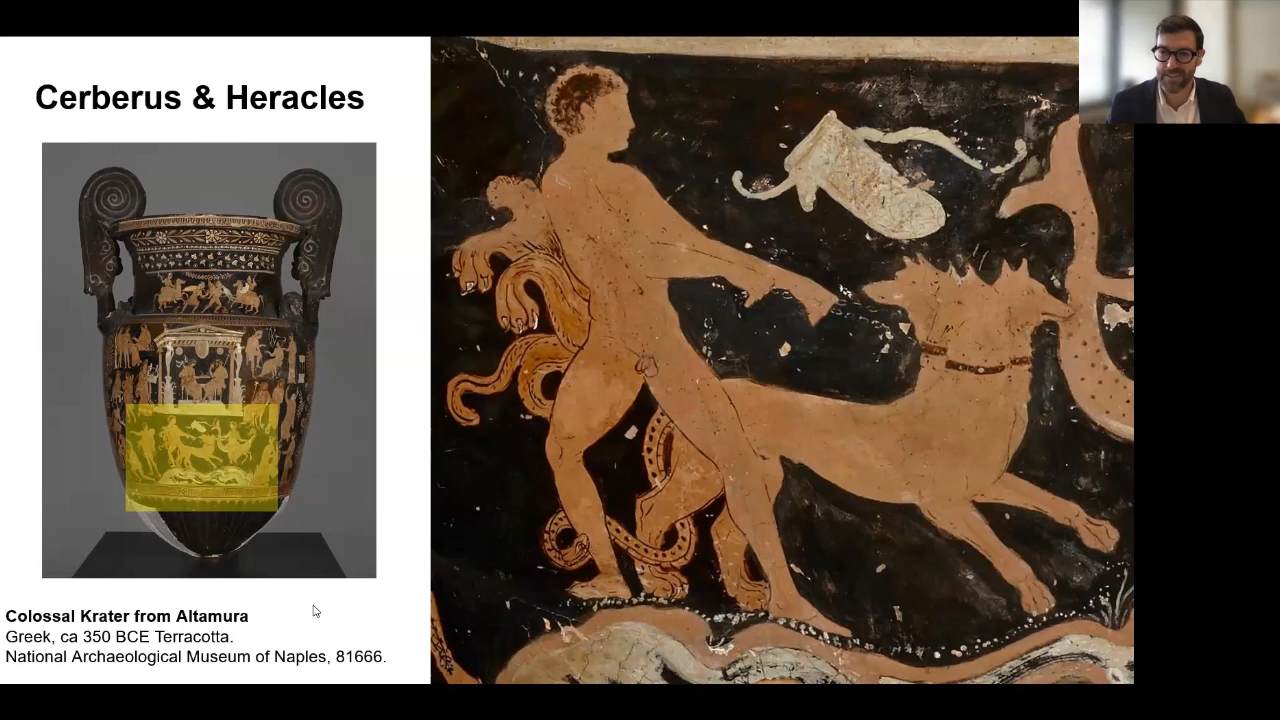 Cerberus & Heracles
Colossal Krater from Altamura
Greek, ca 350 BCE Terracotta.
National Archaeological Museum of Naples, 81666.